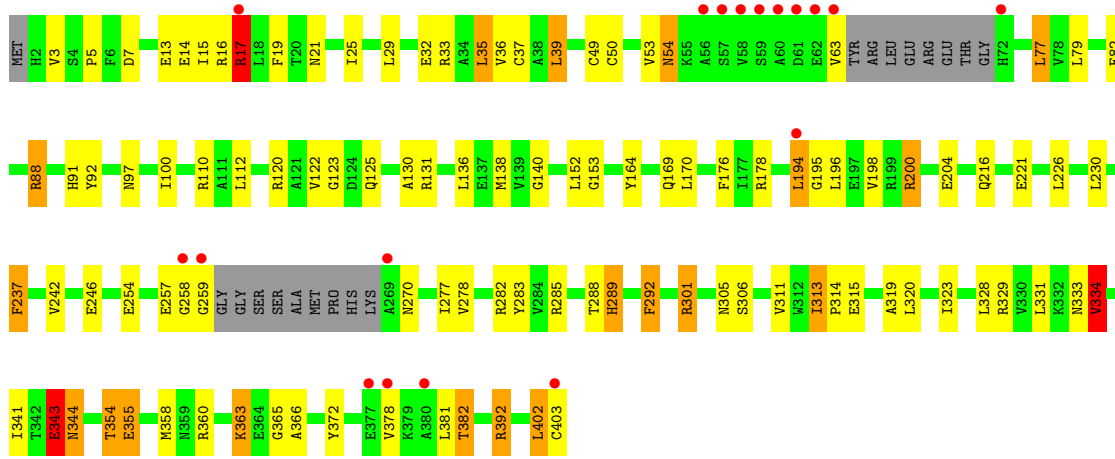 MET H2 V3 S4 P5 F6 D7 E13 E14 I15 R16 R17 L18 F19 T20 N21 I25 L29 E32 R33 A34 L35 V36 C37 A38 L39 C49 C50 V53 N54 K55 A56 S57 V58 S59 A60 D61 E62 V63 TYR ARG LEU GLU ARG GLU THR GLY H72 L77 V78 L79
R88 H91 Y92 N97 I100 R110 A111 L112 R120 A121 V122 G123 D124 Q125 A130 R131 L136 E137 M138 V139 G140 L152 G153 Y164 Q169 L170 F176 I177 R178 L194 G195 L196 E197 V198 R199 R200 E204 Q216 E221 L226 L230
F237 V242 E246 E254 E257 G258 G259 GLY GLY SER SER ALA MET PRO HIS LYS A269 N270 I277 V278 R282 Y283 V284 R285 T288 H289 F292 R301 N305 S306 V311 W312 I313 P314 E315 A319 L320 I323 L328 R329 V330 L331 K332 N333 V334
I341 T342 E343 N344 T354 E355 M358 N359 R360 K363 E364 G365 A366 Y372 E377 V378 K379 A380 L381 T382 R392 L402 C403